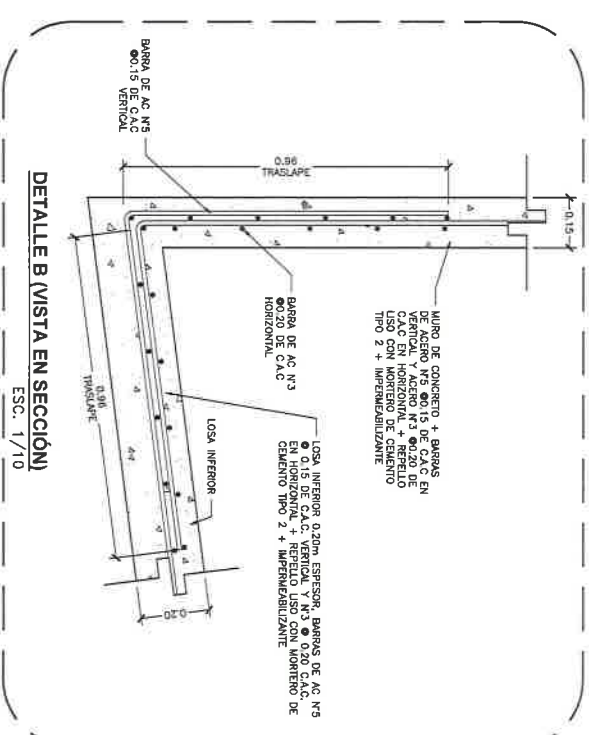 0.15
MURO DE CONCRETO + BARRAS
DE ACERO N'5 @0.15 DE C.A.C EN
VERTICAL Y ACERO N'3 @0.20 DE
C.A.C EN HORIZONTAL + REPELLO
LISO CON MORTERO DE CEMENTO
TIPO 2 + IMPERMEABILIZANTE
0.96
TRASLAPE
BARRA DE AC N'3
@0.20 DE C.A.C
HORIZONTAL
BARRA DE AC N'5
@0.15 DE C.A.C
VERTICAL
LOSA INFERIOR 0.20m ESPESOR, BARRAS DE AC N'5
@ 0.15 DE C.A.C. VERTICAL Y N'3 @ 0.20 C.A.C.
EN HORIZONTAL + REPELLO LISO CON MORTERO DE
CEMENTO TIPO 2 + IMPERMEABILIZANTE
LOSA INFERIOR
0.96
TRASLAPE
0.20
DETALLE B (VISTA EN SECCIÓN)
ESC. 1/10